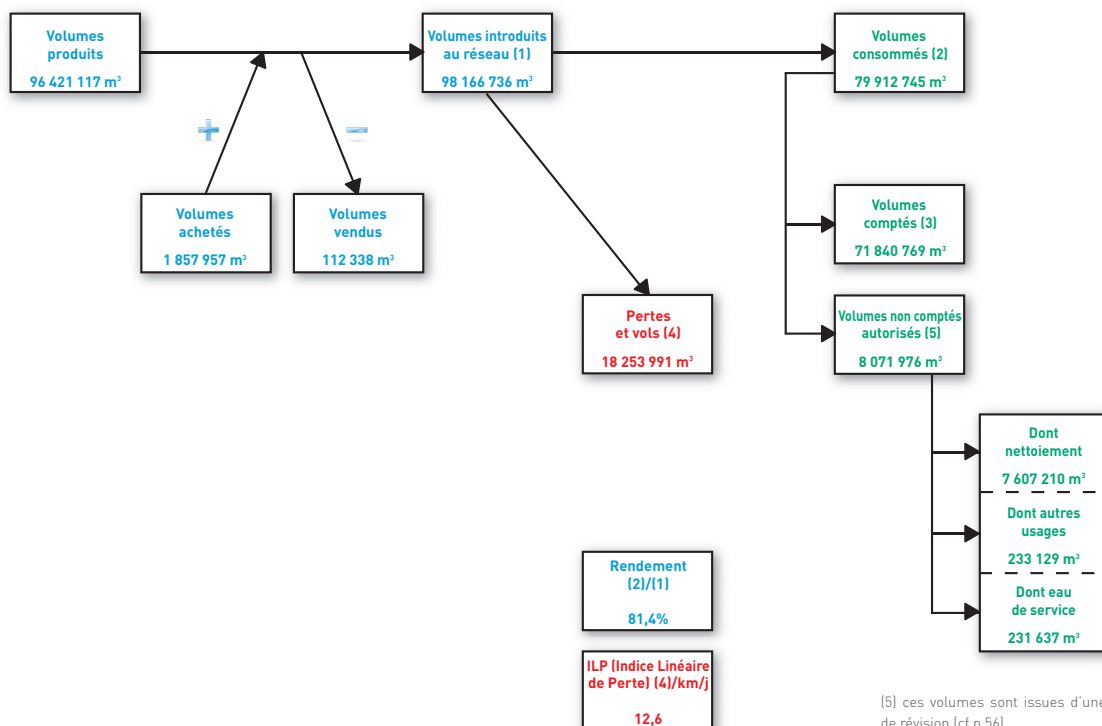 Volumes
produits
96 421 117 m³
Volumes introduits
au réseau (1)
98 166 736 m³
Volumes
consommés (2)
79 912 745 m³
Volumes
achetés
1 857 957 m³
Volumes
vendus
112 338 m³
Volumes
comptés (3)
71 840 769 m³
Pertes
et vols (4)
18 253 991 m³
Volumes non comptés
autorisés (5)
8 071 976 m³
Dont
nettoiement
7 607 210 m³
Dont autres
usages
233 129 m³
Dont eau
de service
231 637 m³
Rendement
(2)/(1)
81,4%
ILP (Indice Linéaire
de Perte) (4)/km/j
12,6
(5) ces volumes sont issues d'une
de révision (cf p.56)